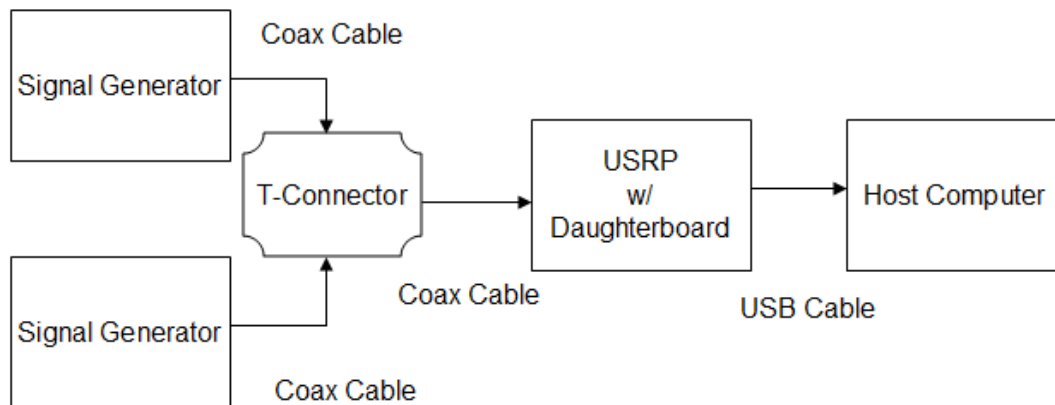 Coax Cable
Signal Generator
T-Connector
USRP
w/
Daughterboard
Host Computer
Coax Cable
USB Cable
Signal Generator
Coax Cable